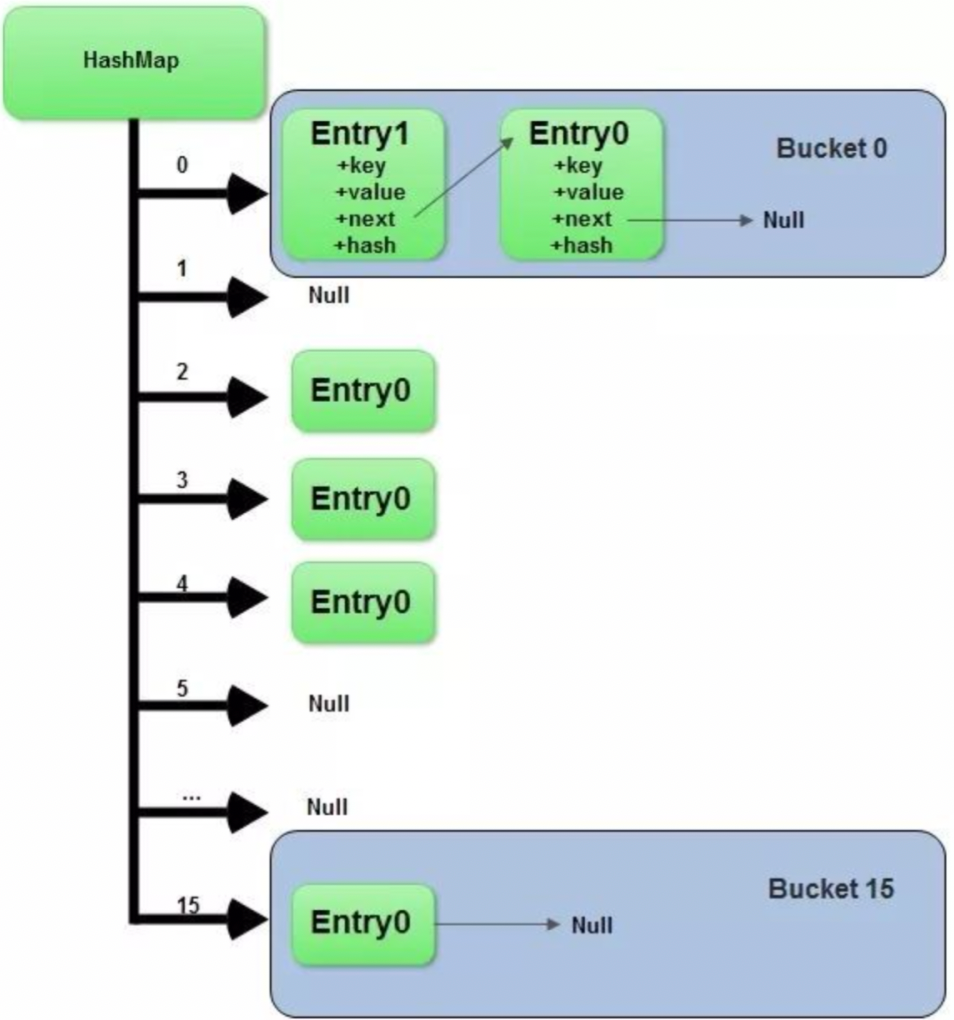 HashMap
0
Entry1
+key
+value
+next
+hash
Entry0
+key
+value
+next
+hash
Null
Bucket 0
1
Null
2
Entry0
3
Entry0
4
Entry0
5
Null
...
Null
15
Entry0
Null
Bucket 15